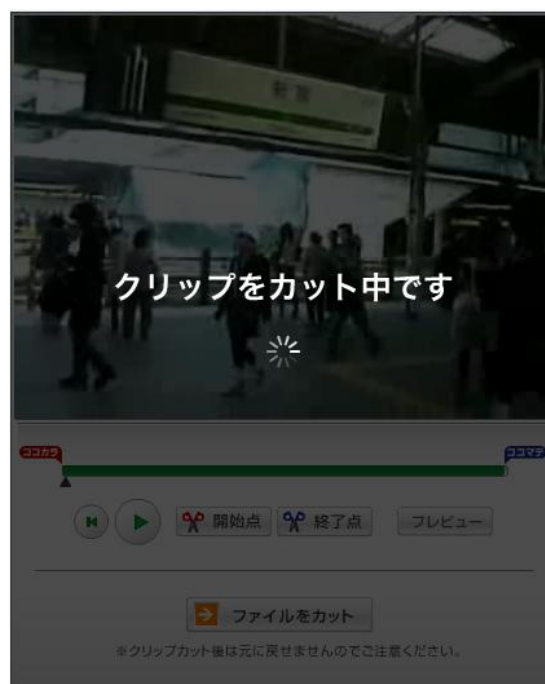 新宿
クリップをカット中です
ココカラ
ココマデ
開始点
終了点
プレビュー
ファイルをカット
※クリップカット後は元に戻せませんのでご注意ください。